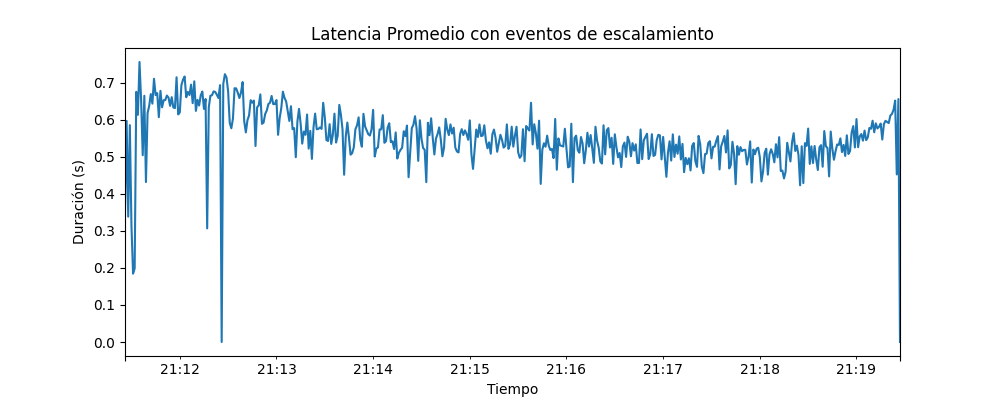 Latencia Promedio con eventos de escalamiento
Duración (s)
0.7
0.6
0.5
0.4
0.3
0.2
0.1
0.0
21:12 21:13 21:14 21:15 21:16 21:17 21:18 21:19
Tiempo